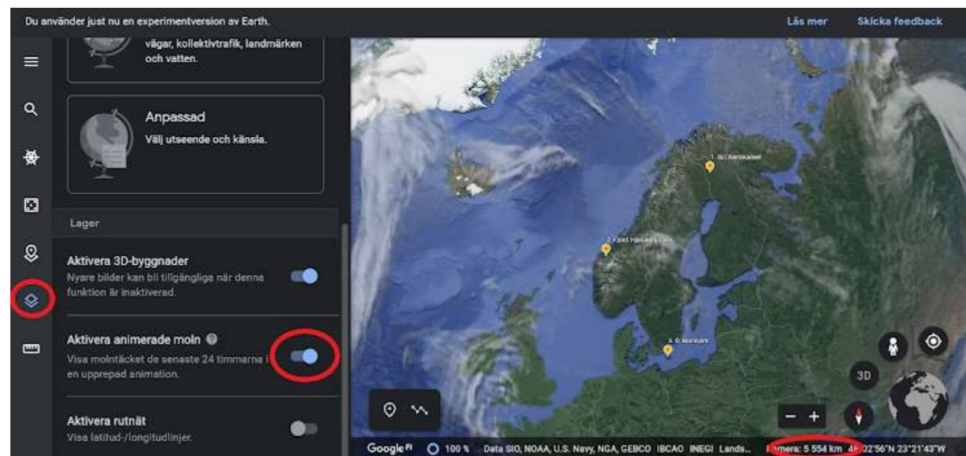 Du använder just nu en experimentversion av Earth.
Läs mer
Skicka feedback
vägar, kollektivtrafik, landmärken
och vatten.
Anpassad
Välj utseende och känsla.
Lager
Aktivera 3D-byggnader
Nyare bilder kan bli tillgängliga när denna
funktion är inaktiverad.
Aktivera animerade moln
Visa molntäcket de senaste 24 timmarna i
en upprepad animation.
Aktivera rutnät
Visa latitud-/longitudlinjer.
3D
Google
100 %
Data SIO, NOAA, U.S. Navy, NGA, GEBCO IBCAO INEGI Lands...
Kamera: 5 554 km
23°21'43"W